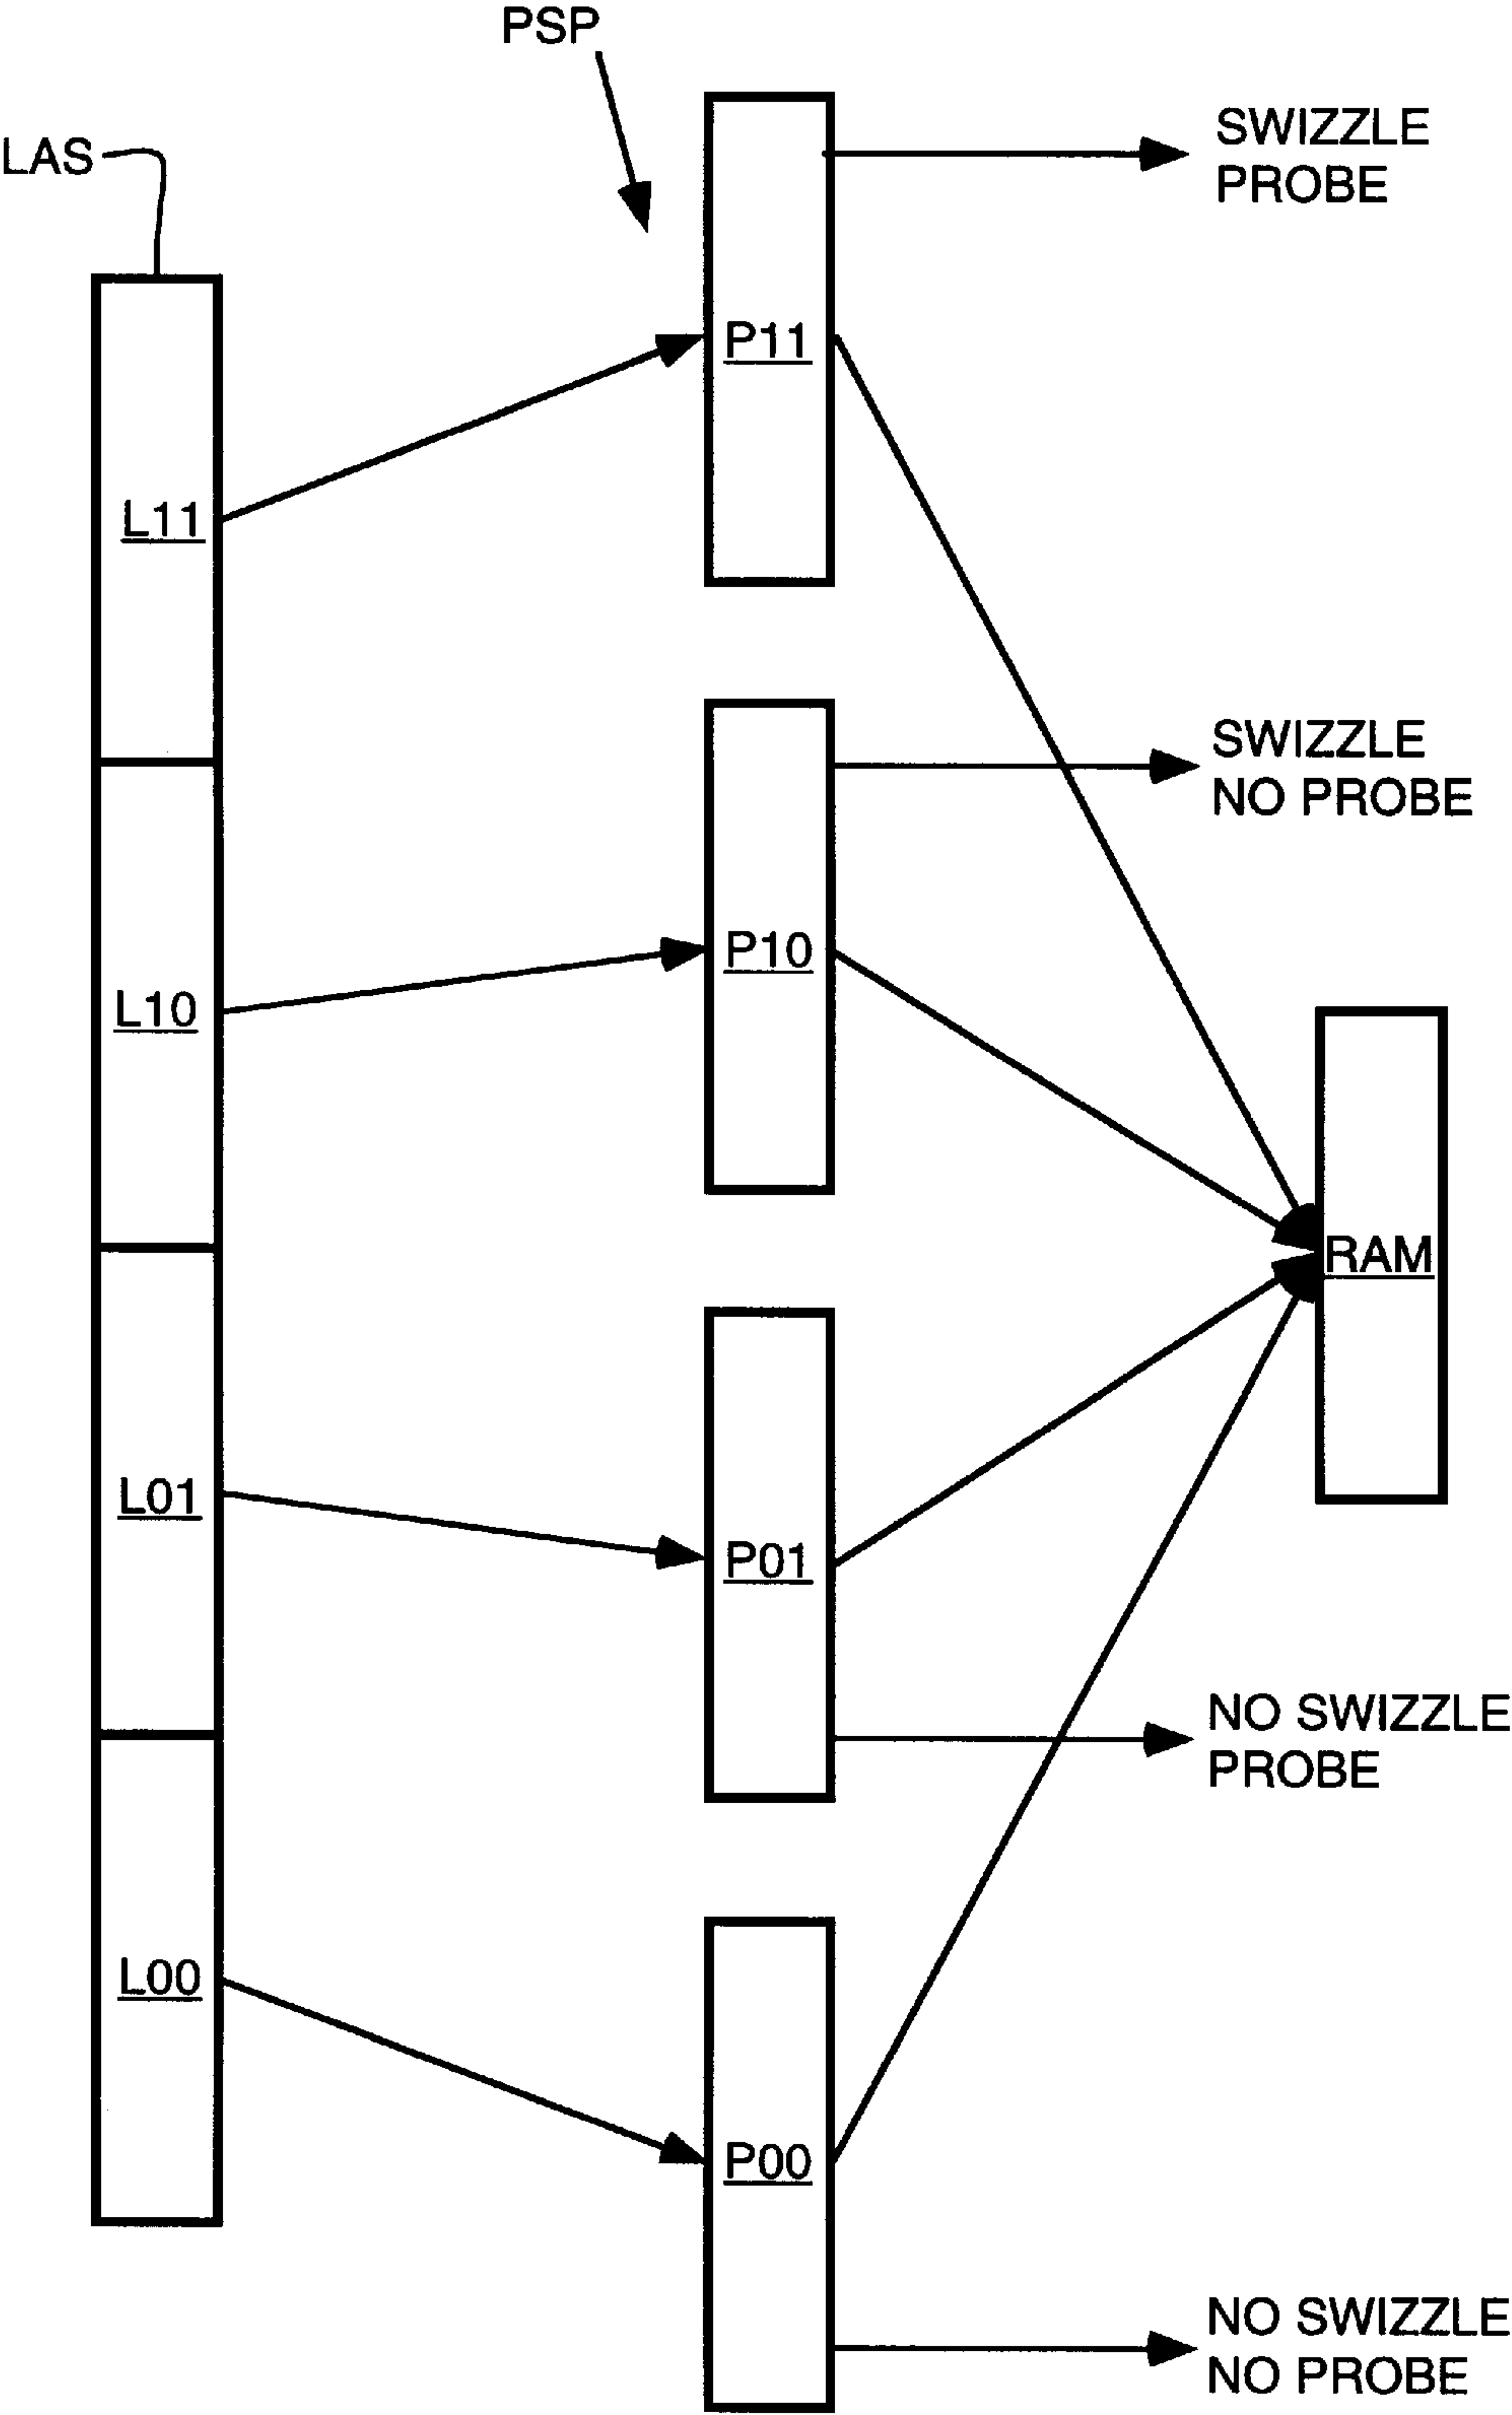 PSP
LAS
SWIZZLE
PROBE
P11
L11
SWIZZLE
NO PROBE
P10
L10
RAM
L01
P01
NO SWIZZLE
PROBE
L00
P00
NO SWIZZLE
NO PROBE